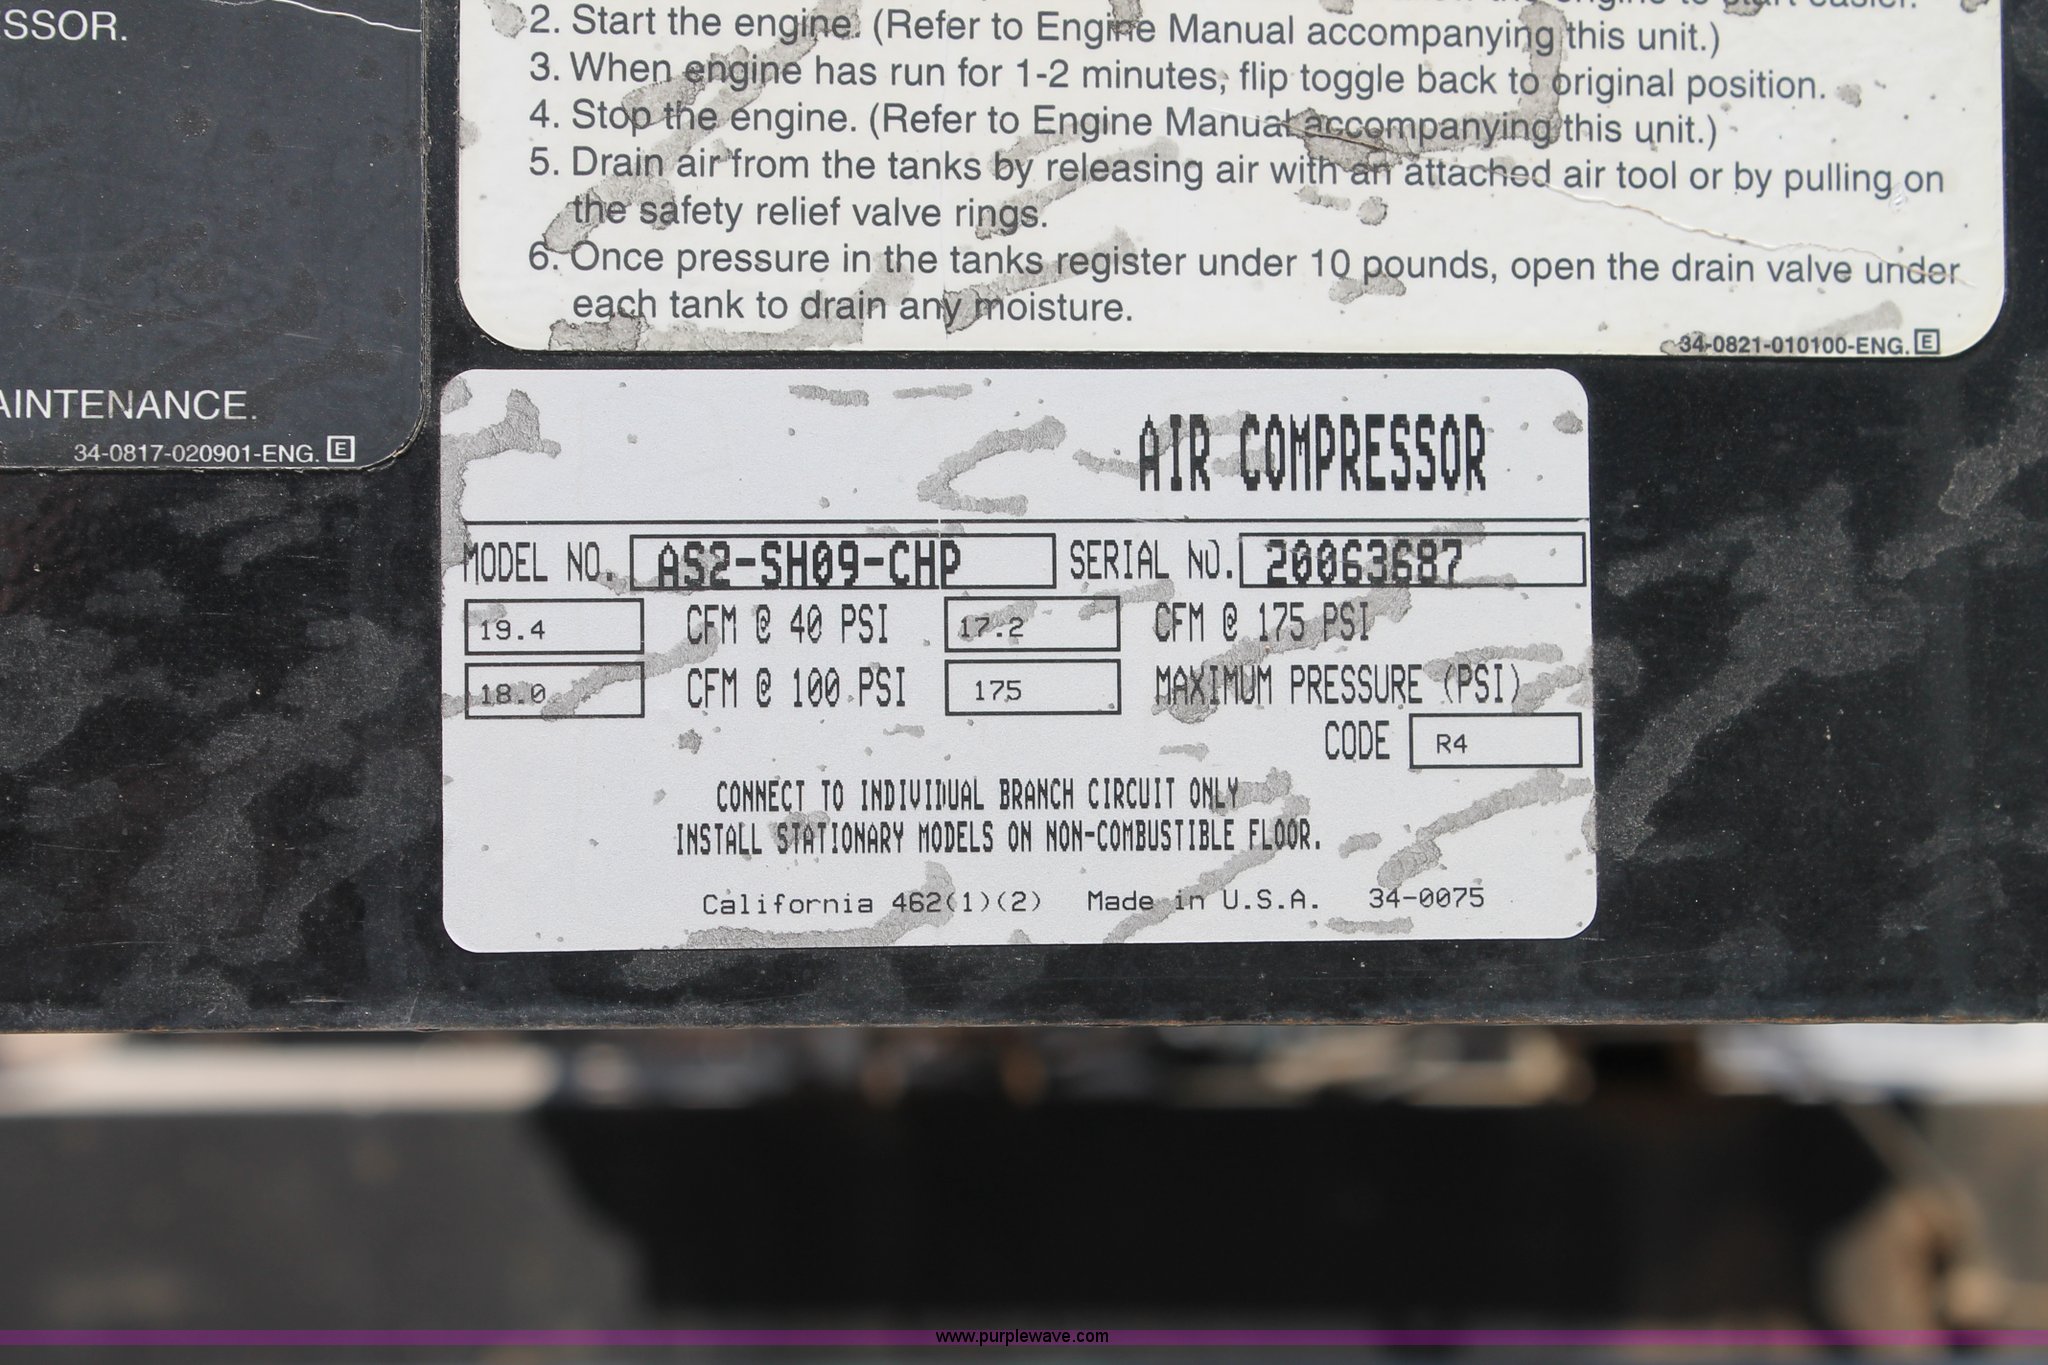 SSOR.
AINTENANCE.
34-0817-020901-ENG. E
start easier.
2. Start the engine. (Refer to Engine Manual accompanying this unit.)
3. When engine has run for 1-2 minutes, flip toggle back to original position.
4. Stop the engine. (Refer to Engine Manual accompanying this unit.)
5. Drain air from the tanks by releasing air with an attached air tool or by pulling on
the safety relief valve rings.
6. Once pressure in the tanks register under 10 pounds, open the drain valve under
each tank to drain any moisture.
34-0821-010100-ENG. E
AIR COMPRESSOR
MODEL NO. AS2-SH09-CHP SERIAL NO. 20063687
19.4 CFM @ 40 PSI 17.2 CFM @ 175 PSI
18.0 CFM @ 100 PSI 175 MAXIMUM PRESSURE (PSI)
CODE R4
CONNECT TO INDIVIDUAL BRANCH CIRCUIT ONLY
INSTALL STATIONARY MODELS ON NON-COMBUSTIBLE FLOOR.
California 462(1)(2) Made in U.S.A. 34-0075
www.purplewave.com